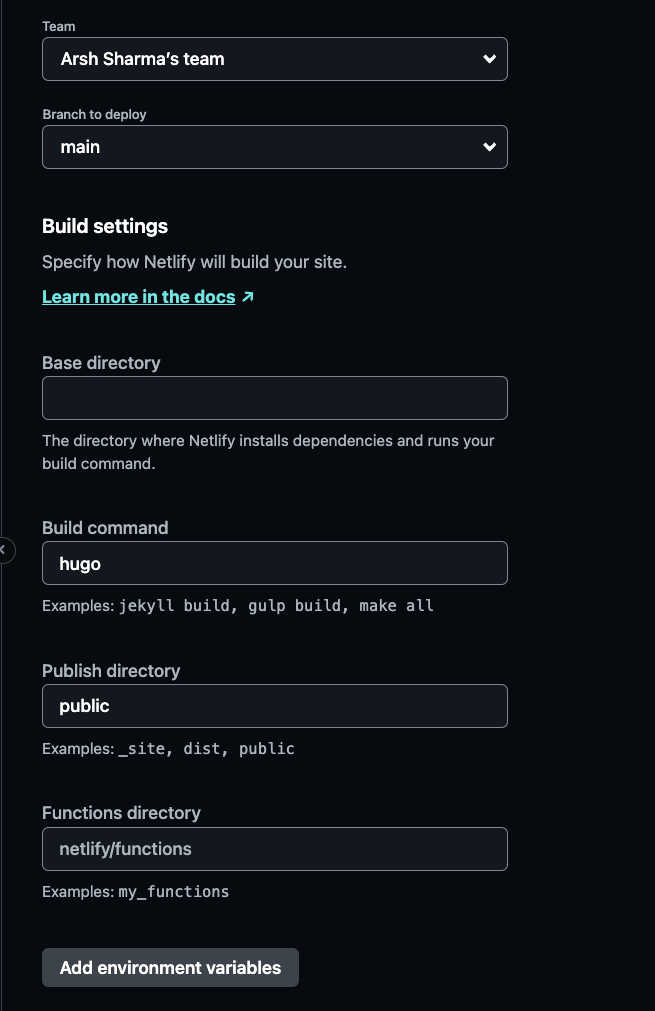 Team
Arsh Sharma's team
Branch to deploy
main
Build settings
Specify how Netlify will build your site.
Learn more in the docs ↗
Base directory
The directory where Netlify installs dependencies and runs your
build command.
Build command
hugo
Examples: jekyll build, gulp build, make all
Publish directory
public
Examples: _site, dist, public
Functions directory
netlify/functions
Examples: my_functions
Add environment variables